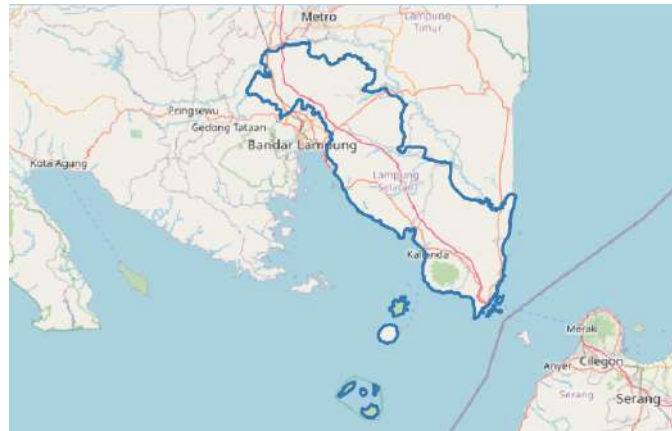 Metro
Lampung
Timur
Pringsewu
Gedong Tataan
Bandar Lampung
Kota Agung
Lampung
Selatan
Kalianda
Merak
Anyer
Cilegon
Serang
Serang